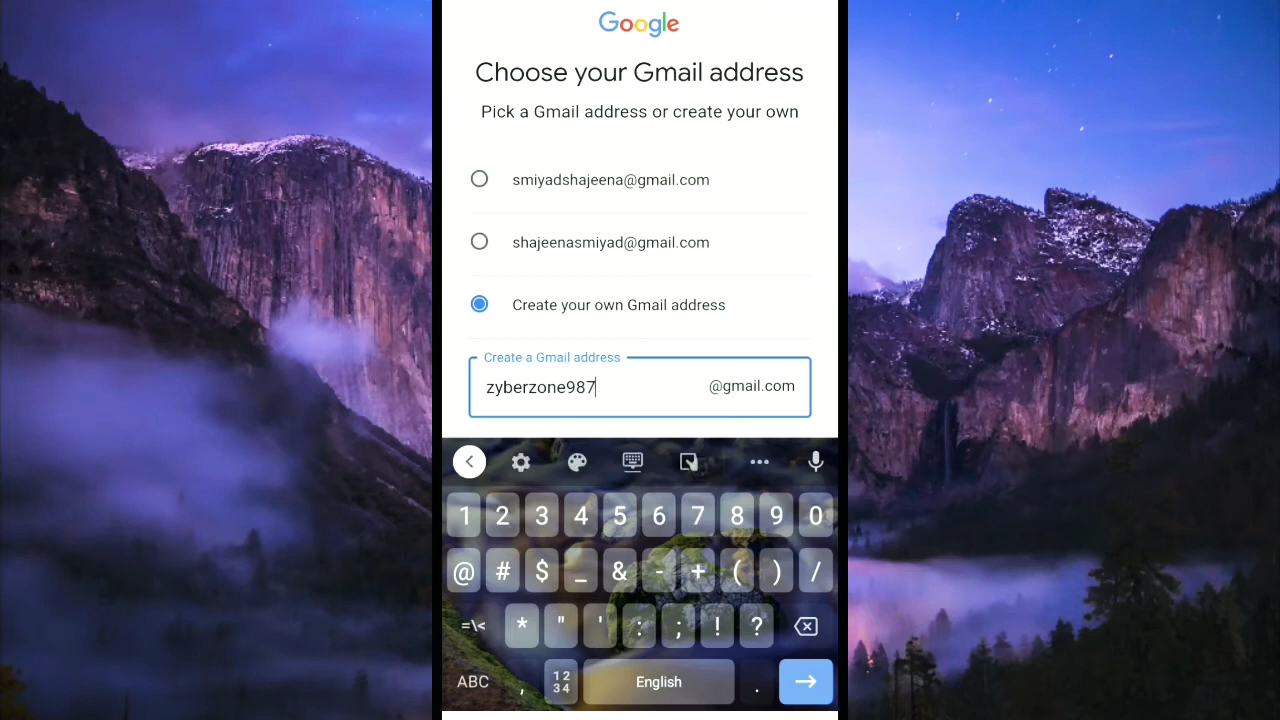 Google
Choose your Gmail address
Pick a Gmail address or create your own
smiyadshajeena@gmail.com
shajeenasmiyad@gmail.com
Create your own Gmail address
Create a Gmail address
zyberzone987 @gmail.com
1 2 3 4 5 6 7 8 9 0
@ # $ _ & - + ( ) /
=\< * " ' : ; ! ?
ABC , 12 34 English .